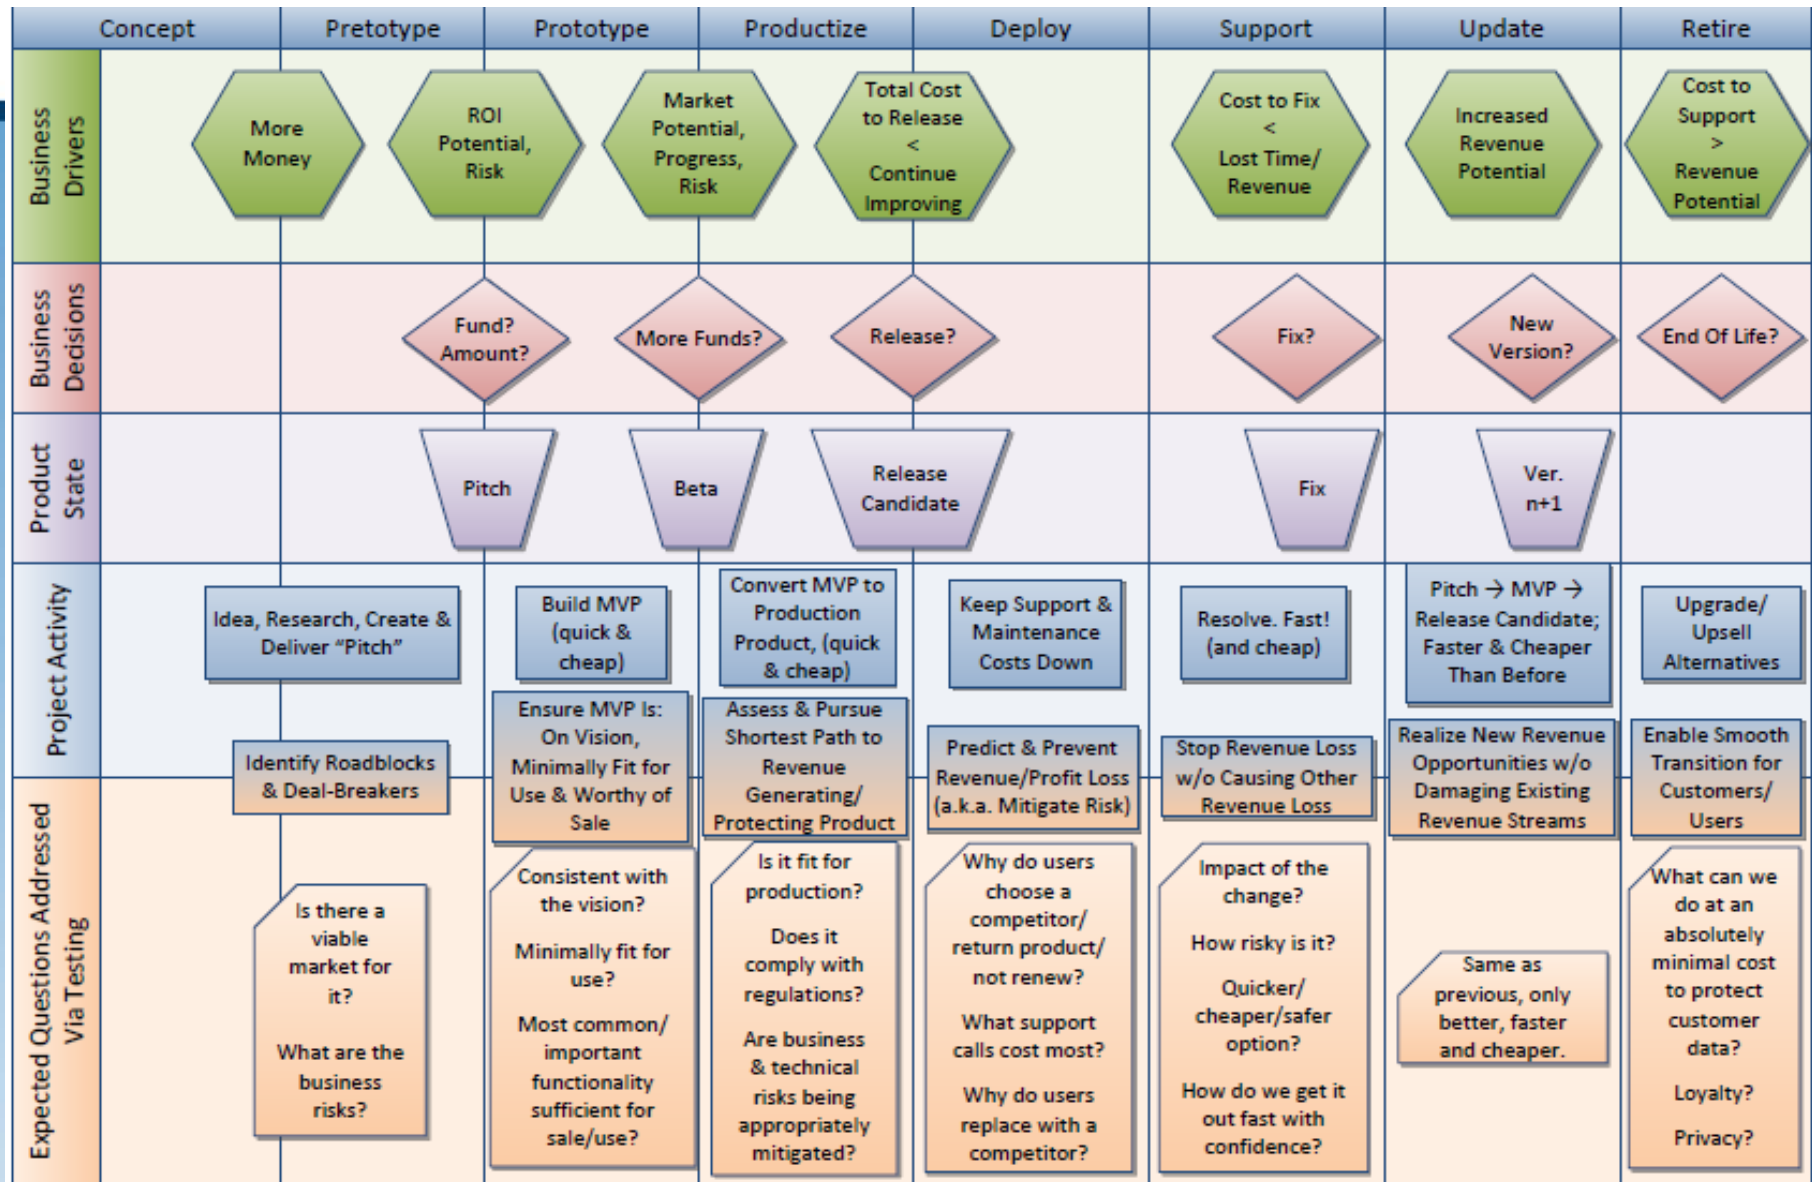 Concept
Pretotype
Prototype
Productize
Deploy
Support
Update
Retire
Business
Drivers
More
Money
ROI
Potential,
Risk
Market
Potential,
Progress,
Risk
Total Cost
to Release
<
Continue
Improving
Cost to Fix
<
Lost Time/
Revenue
Increased
Revenue
Potential
Cost to
Support
>
Revenue
Potential
Business
Decisions
Fund?
Amount?
More Funds?
Release?
Fix?
New
Version?
End Of Life?
Product
State
Pitch
Beta
Release
Candidate
Fix
Ver.
n+1
Project Activity
Idea, Research, Create &
Deliver “Pitch”
Build MVP
(quick &
cheap)
Convert MVP to
Production
Product, (quick
& cheap)
Keep Support &
Maintenance
Costs Down
Resolve. Fast!
(and cheap)
Pitch → MVP →
Release Candidate;
Faster & Cheaper
Than Before
Upgrade/
Upsell
Alternatives
Identify Roadblocks
& Deal-Breakers
Ensure MVP Is:
On Vision,
Minimally Fit for
Use & Worthy of
Sale
Assess & Pursue
Shortest Path to
Revenue
Generating/
Protecting Product
Predict & Prevent
Revenue/Profit Loss
(a.k.a. Mitigate Risk)
Stop Revenue Loss
w/o Causing Other
Revenue Loss
Realize New Revenue
Opportunities w/o
Damaging Existing
Revenue Streams
Enable Smooth
Transition for
Customers/
Users
Expected Questions Addressed
Via Testing
Is there a
viable
market for
it?
What are the
business
risks?
Consistent with
the vision?
Minimally fit for
use?
Most common/
important
functionality
sufficient for
sale/use?
Is it fit for
production?
Does it
comply with
regulations?
Are business
& technical
risks being
appropriately
mitigated?
Why do users
choose a
competitor/
return product/
not renew?
What support
calls cost most?
Why do users
replace with a
competitor?
Impact of the
change?
How risky is it?
Quicker/
cheaper/safer
option?
How do we get it
out fast with
confidence?
Same as
previous, only
better, faster
and cheaper.
What can we
do at an
absolutely
minimal cost
to protect
customer
data?
Loyalty?
Privacy?